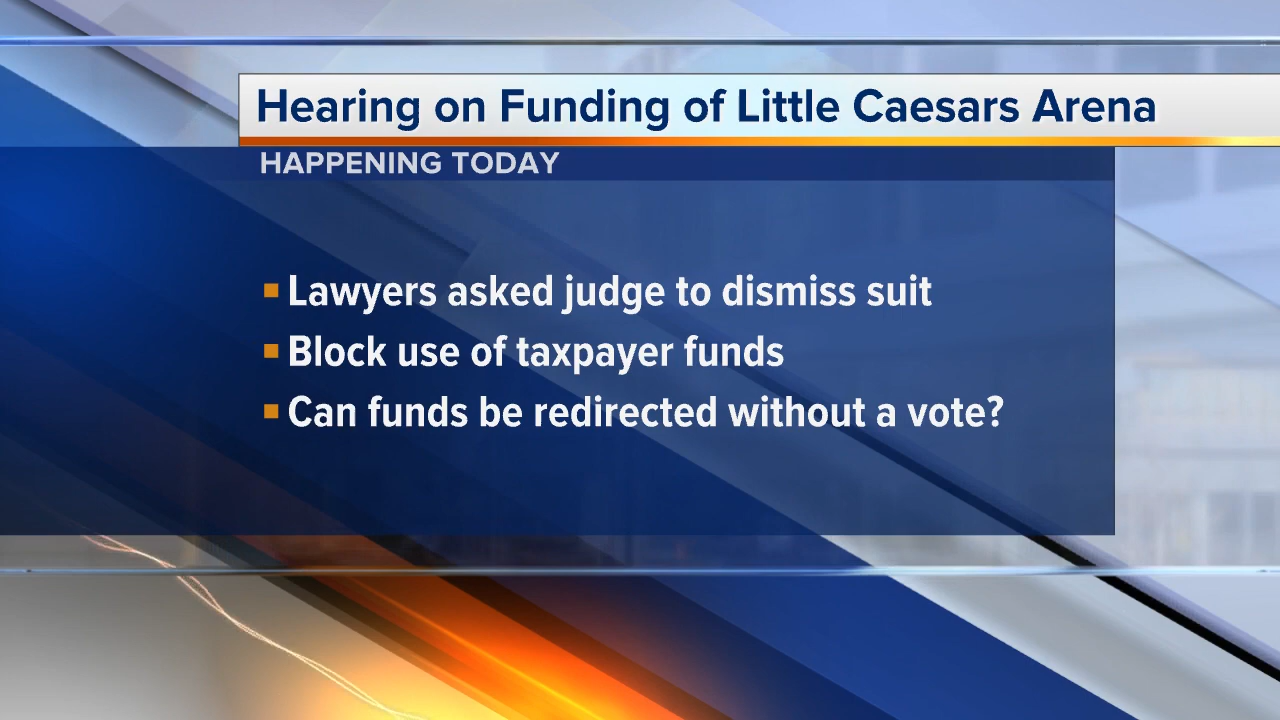 Hearing on Funding of Little Caesars Arena
HAPPENING TODAY
Lawyers asked judge to dismiss suit
Block use of taxpayer funds
Can funds be redirected without a vote?